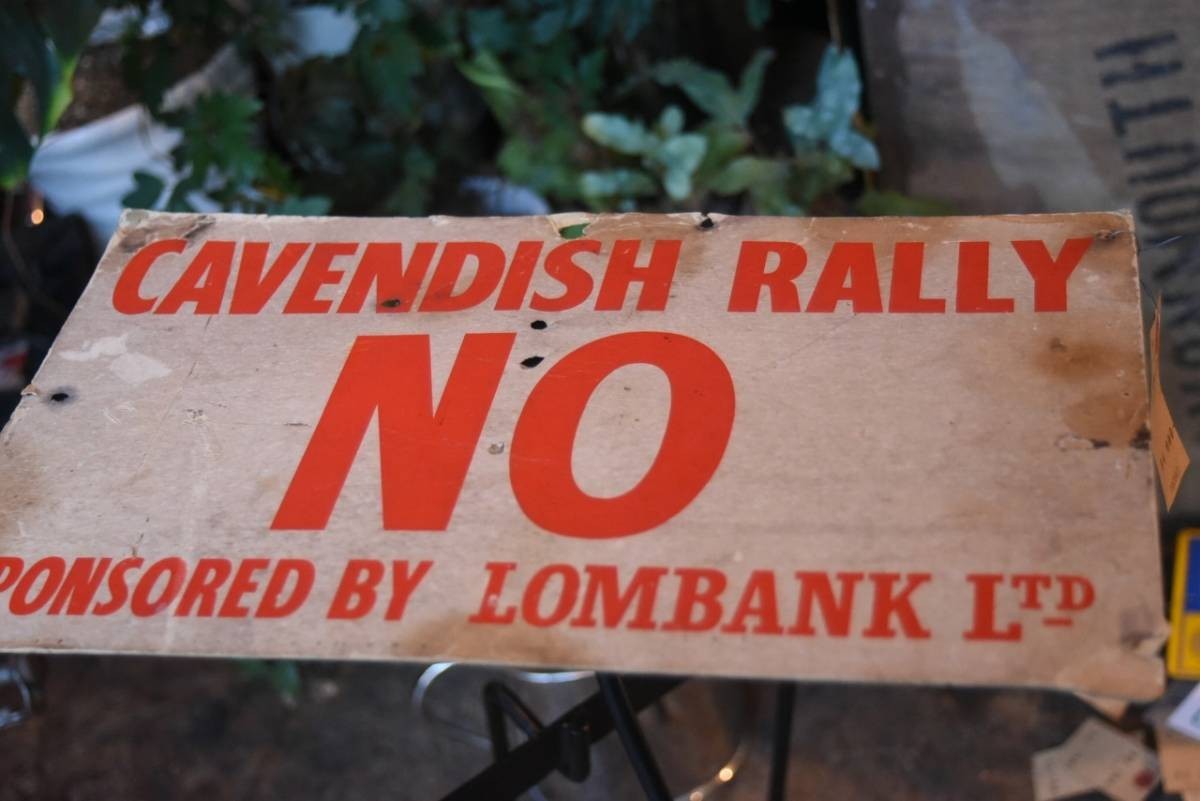 CAVENDISH RALLY
NO
PONSORED BY LOMBANK LTD